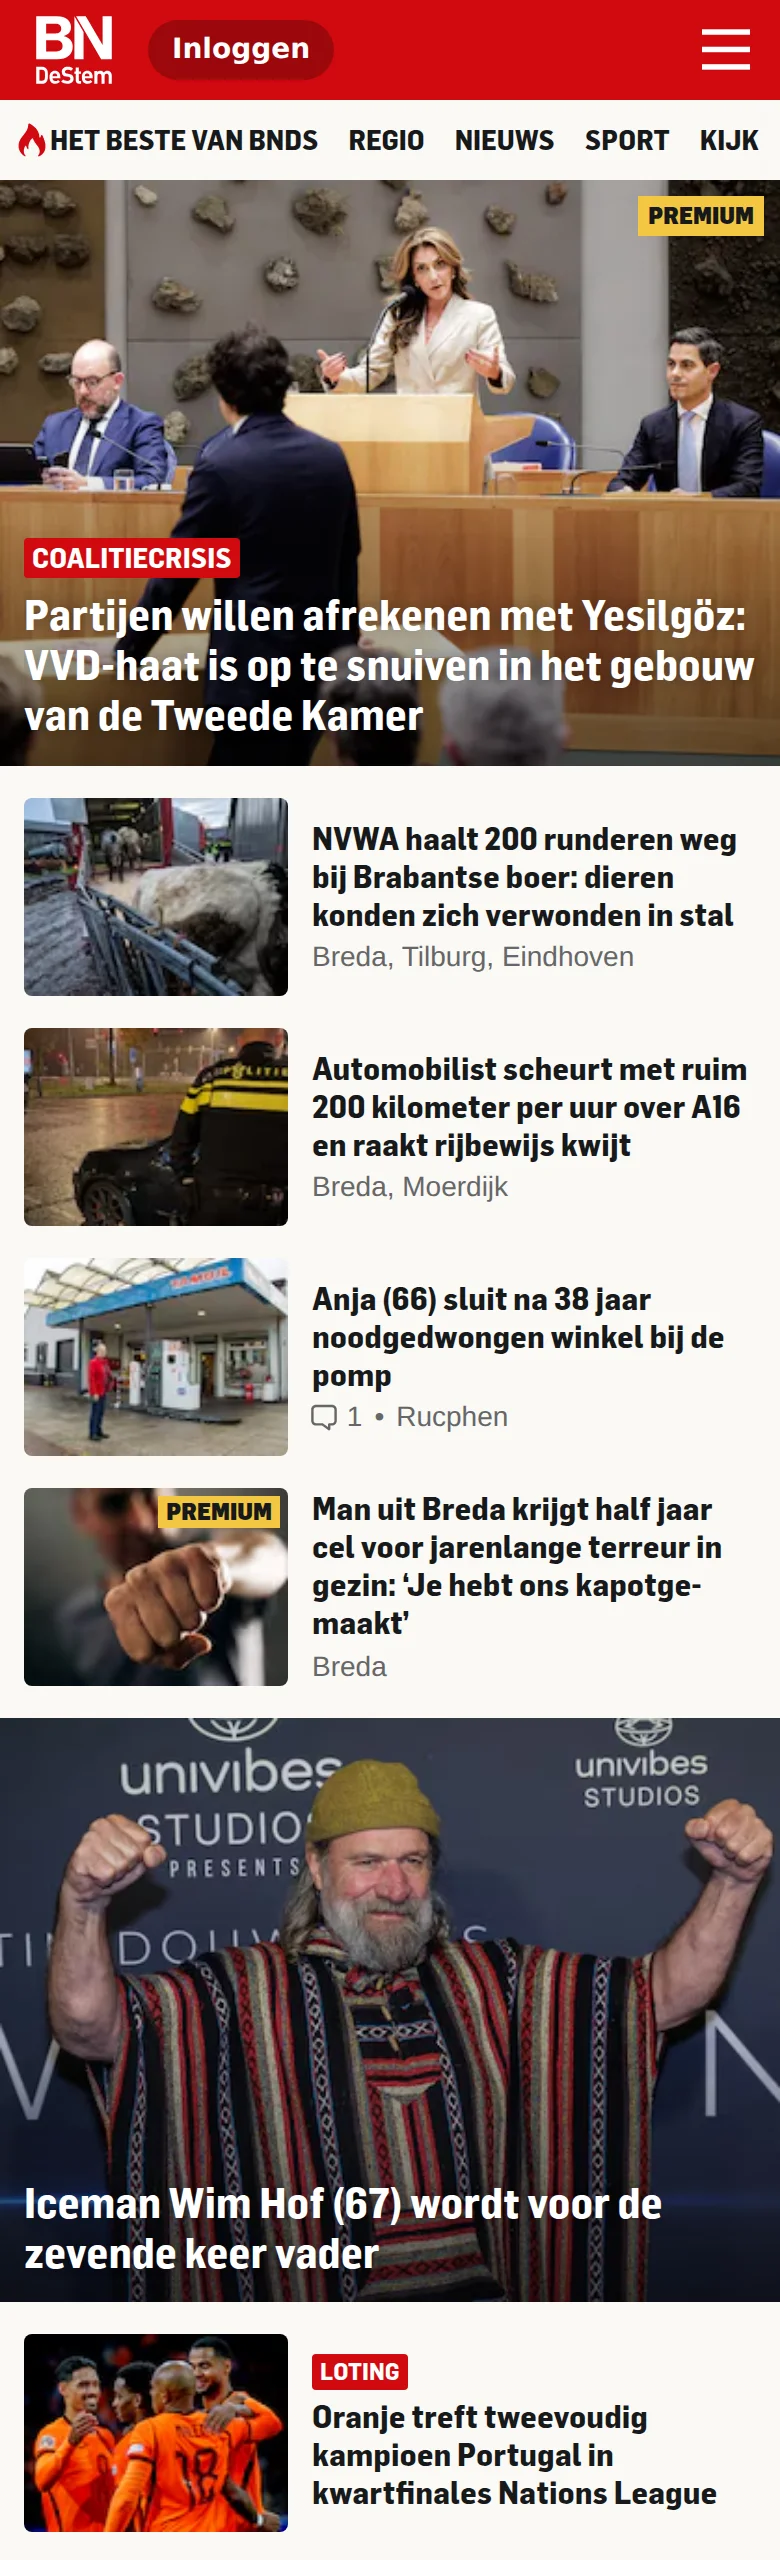 BN
DeStem
Inloggen
HET BESTE VAN BNDS REGIO NIEUWS SPORT KIJK
PREMIUM
COALITIECRISIS
Partijen willen afrekenen met Yesilgöz:
VVD-haat is op te snuiven in het gebouw
van de Tweede Kamer
NVWA haalt 200 runderen weg
bij Brabantse boer: dieren
konden zich verwonden in stal
Breda, Tilburg, Eindhoven
Automobilist scheurt met ruim
200 kilometer per uur over A16
en raakt rijbewijs kwijt
Breda, Moerdijk
Anja (66) sluit na 38 jaar
noodgedwongen winkel bij de
pomp
1 • Rucphen
PREMIUM
Man uit Breda krijgt half jaar
cel voor jarenlange terreur in
gezin: ‘Je hebt ons kapotge-
maakt’
Breda
univibes
STUDIOS
PRESENTS
univibes
STUDIOS
Iceman Wim Hof (67) wordt voor de
zevende keer vader
LOTING
Oranje treft tweevoudig
kampioen Portugal in
kwartfinales Nations League
18